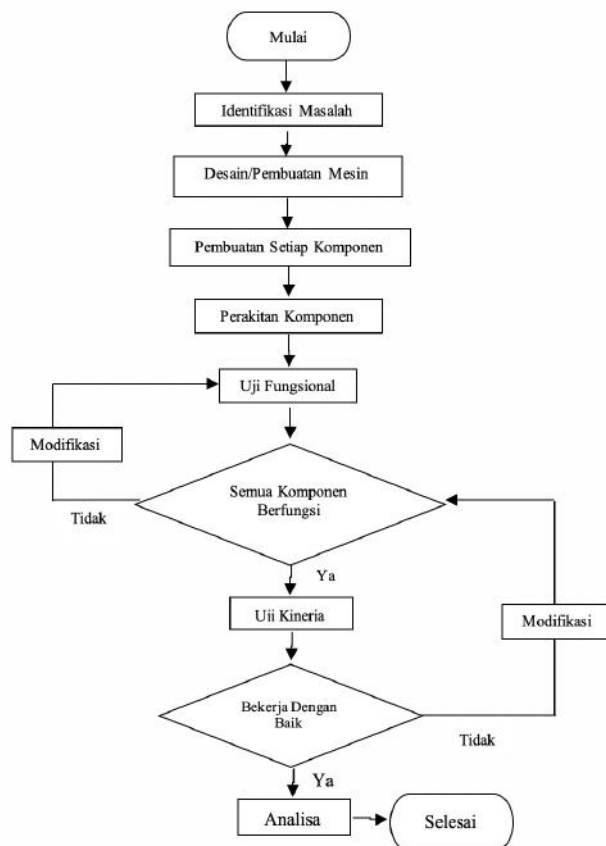 Mulai
Identifikasi Masalah
Desain/Pembuatan Mesin
Pembuatan Setiap Komponen
Perakitan Komponen
Uji Fungsional
Modifikasi
Semua Komponen
Berfungsi
Tidak
Ya
Uji Kineria
Modifikasi
Bekerja Dengan
Baik
Tidak
Ya
Analisa
Selesai